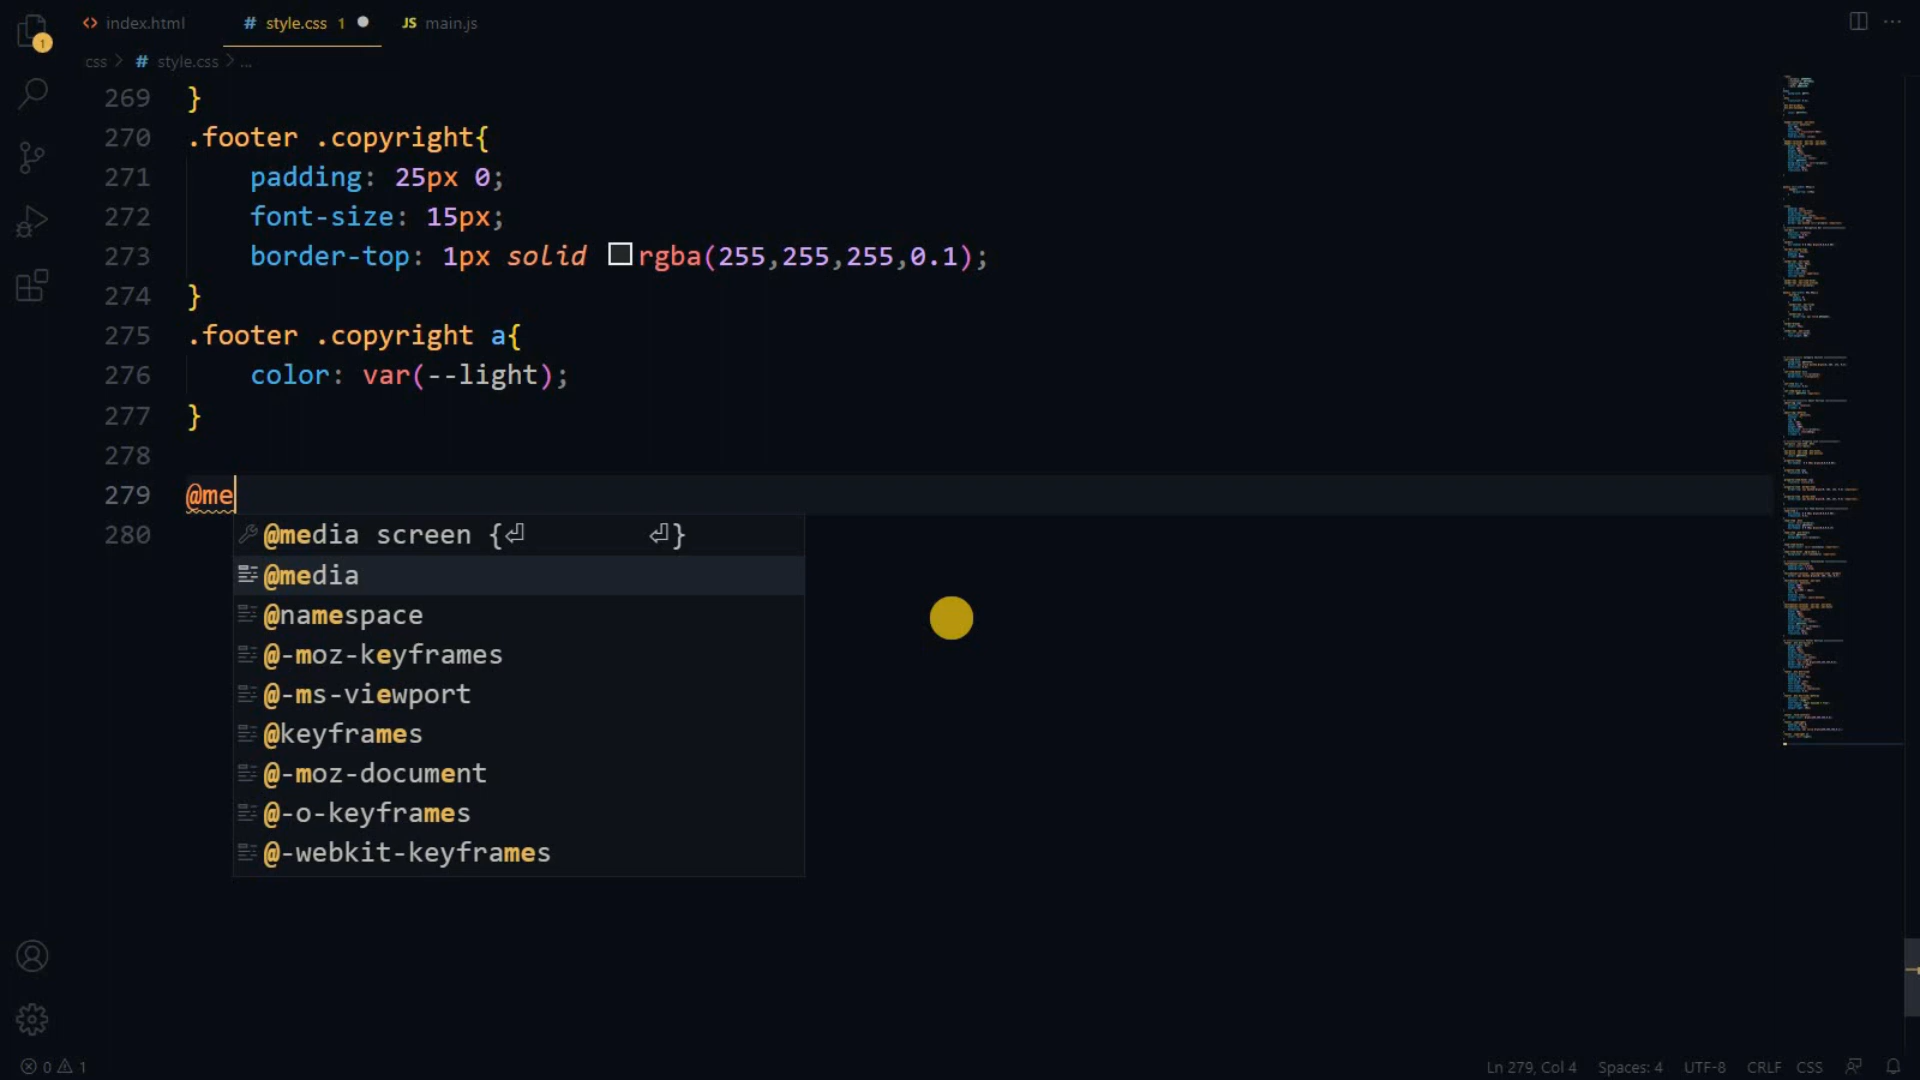 index.html # style.css 1 JS main.js
css > # style.css > ...
269 }
270 .footer .copyright{
271 padding: 25px 0;
272 font-size: 15px;
273 border-top: 1px solid rgba(255,255,255,0.1);
274 }
275 .footer .copyright a{
276 color: var(--light);
277 }
278
279 @me
280
@media screen {⏎ ⏎}
@media
@namespace
@-moz-keyframes
@-ms-viewport
@keyframes
@-moz-document
@-o-keyframes
@-webkit-keyframes
1
0 1 Ln 279, Col 4 Spaces: 4 UTF-8 CRLF CSS